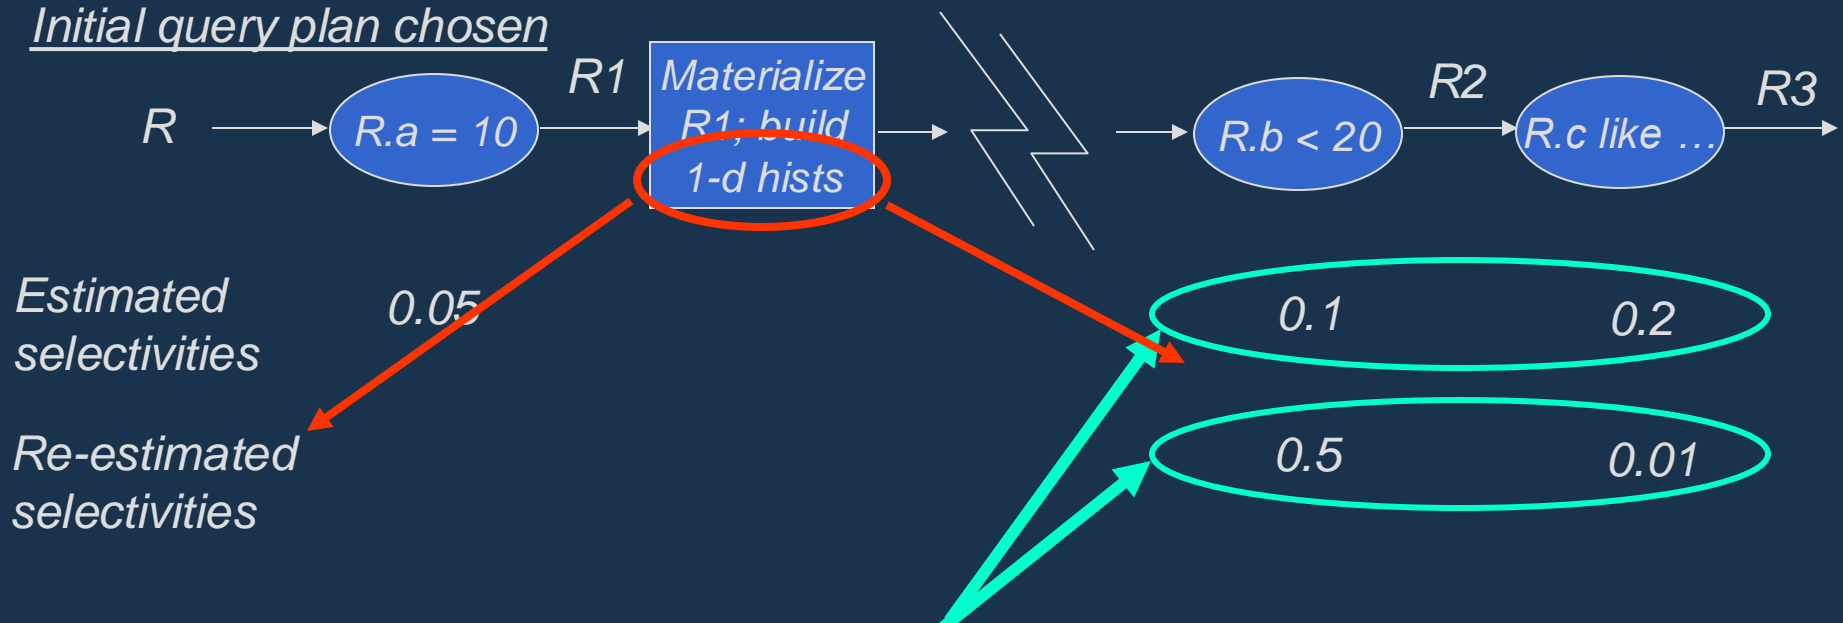 Initial query plan chosen
R
R.a = 10
R1
Materialize
R1; build
1-d hists
R.b < 20
R2
R.c like …
R3
Estimated
selectivities
0.05
0.1
0.2
Re-estimated
selectivities
0.5
0.01